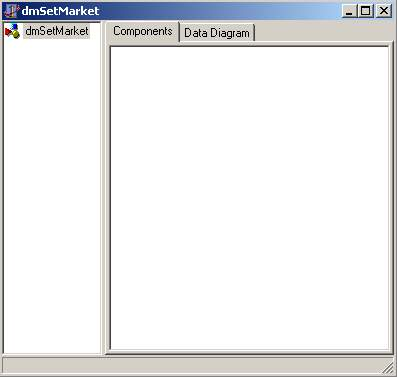 dmSetMarket
dmSetMarket
Components
Data Diagram